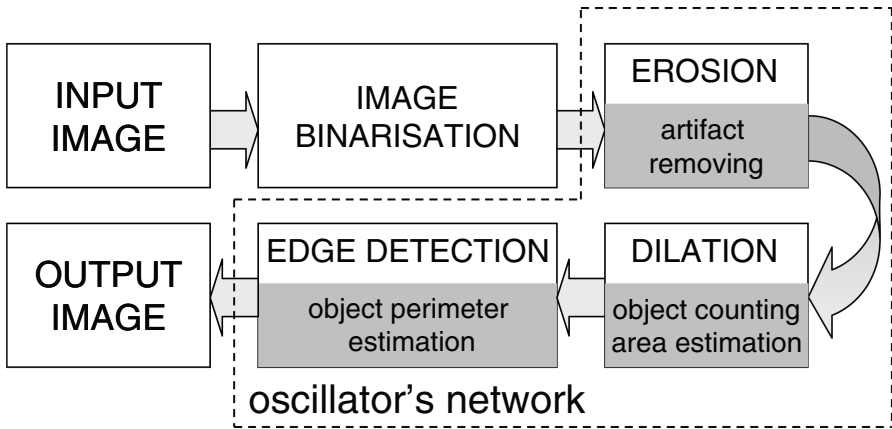 INPUT
IMAGE
IMAGE
BINARISATION
EROSION
artifact
removing
DILATION
object counting
area estimation
EDGE DETECTION
object perimeter
estimation
OUTPUT
IMAGE
oscillator's network